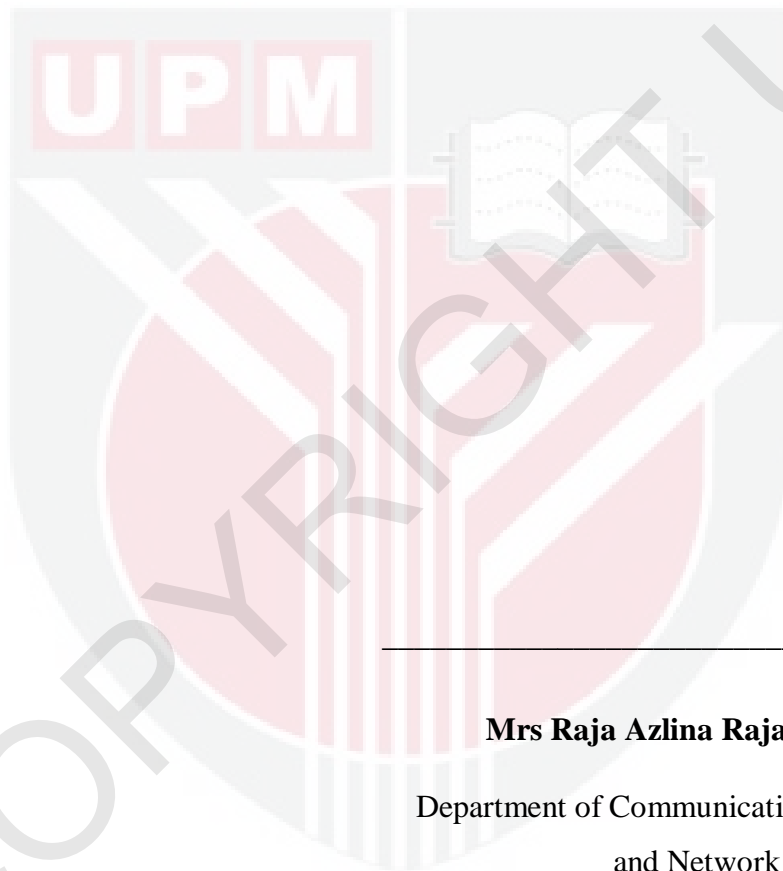 UPM
COPYRIGHT U
Mrs Raja Azlina Raja
Department of Communicati
and Network